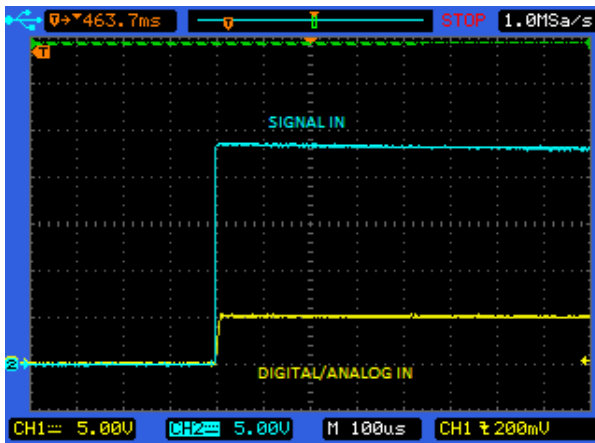 463.7ms STOP 1.0MSa/s
T
SIGNAL IN
2
DIGITAL/ANALOG IN
CH1 5.00V CH2 5.00V M 100us CH1 200mV